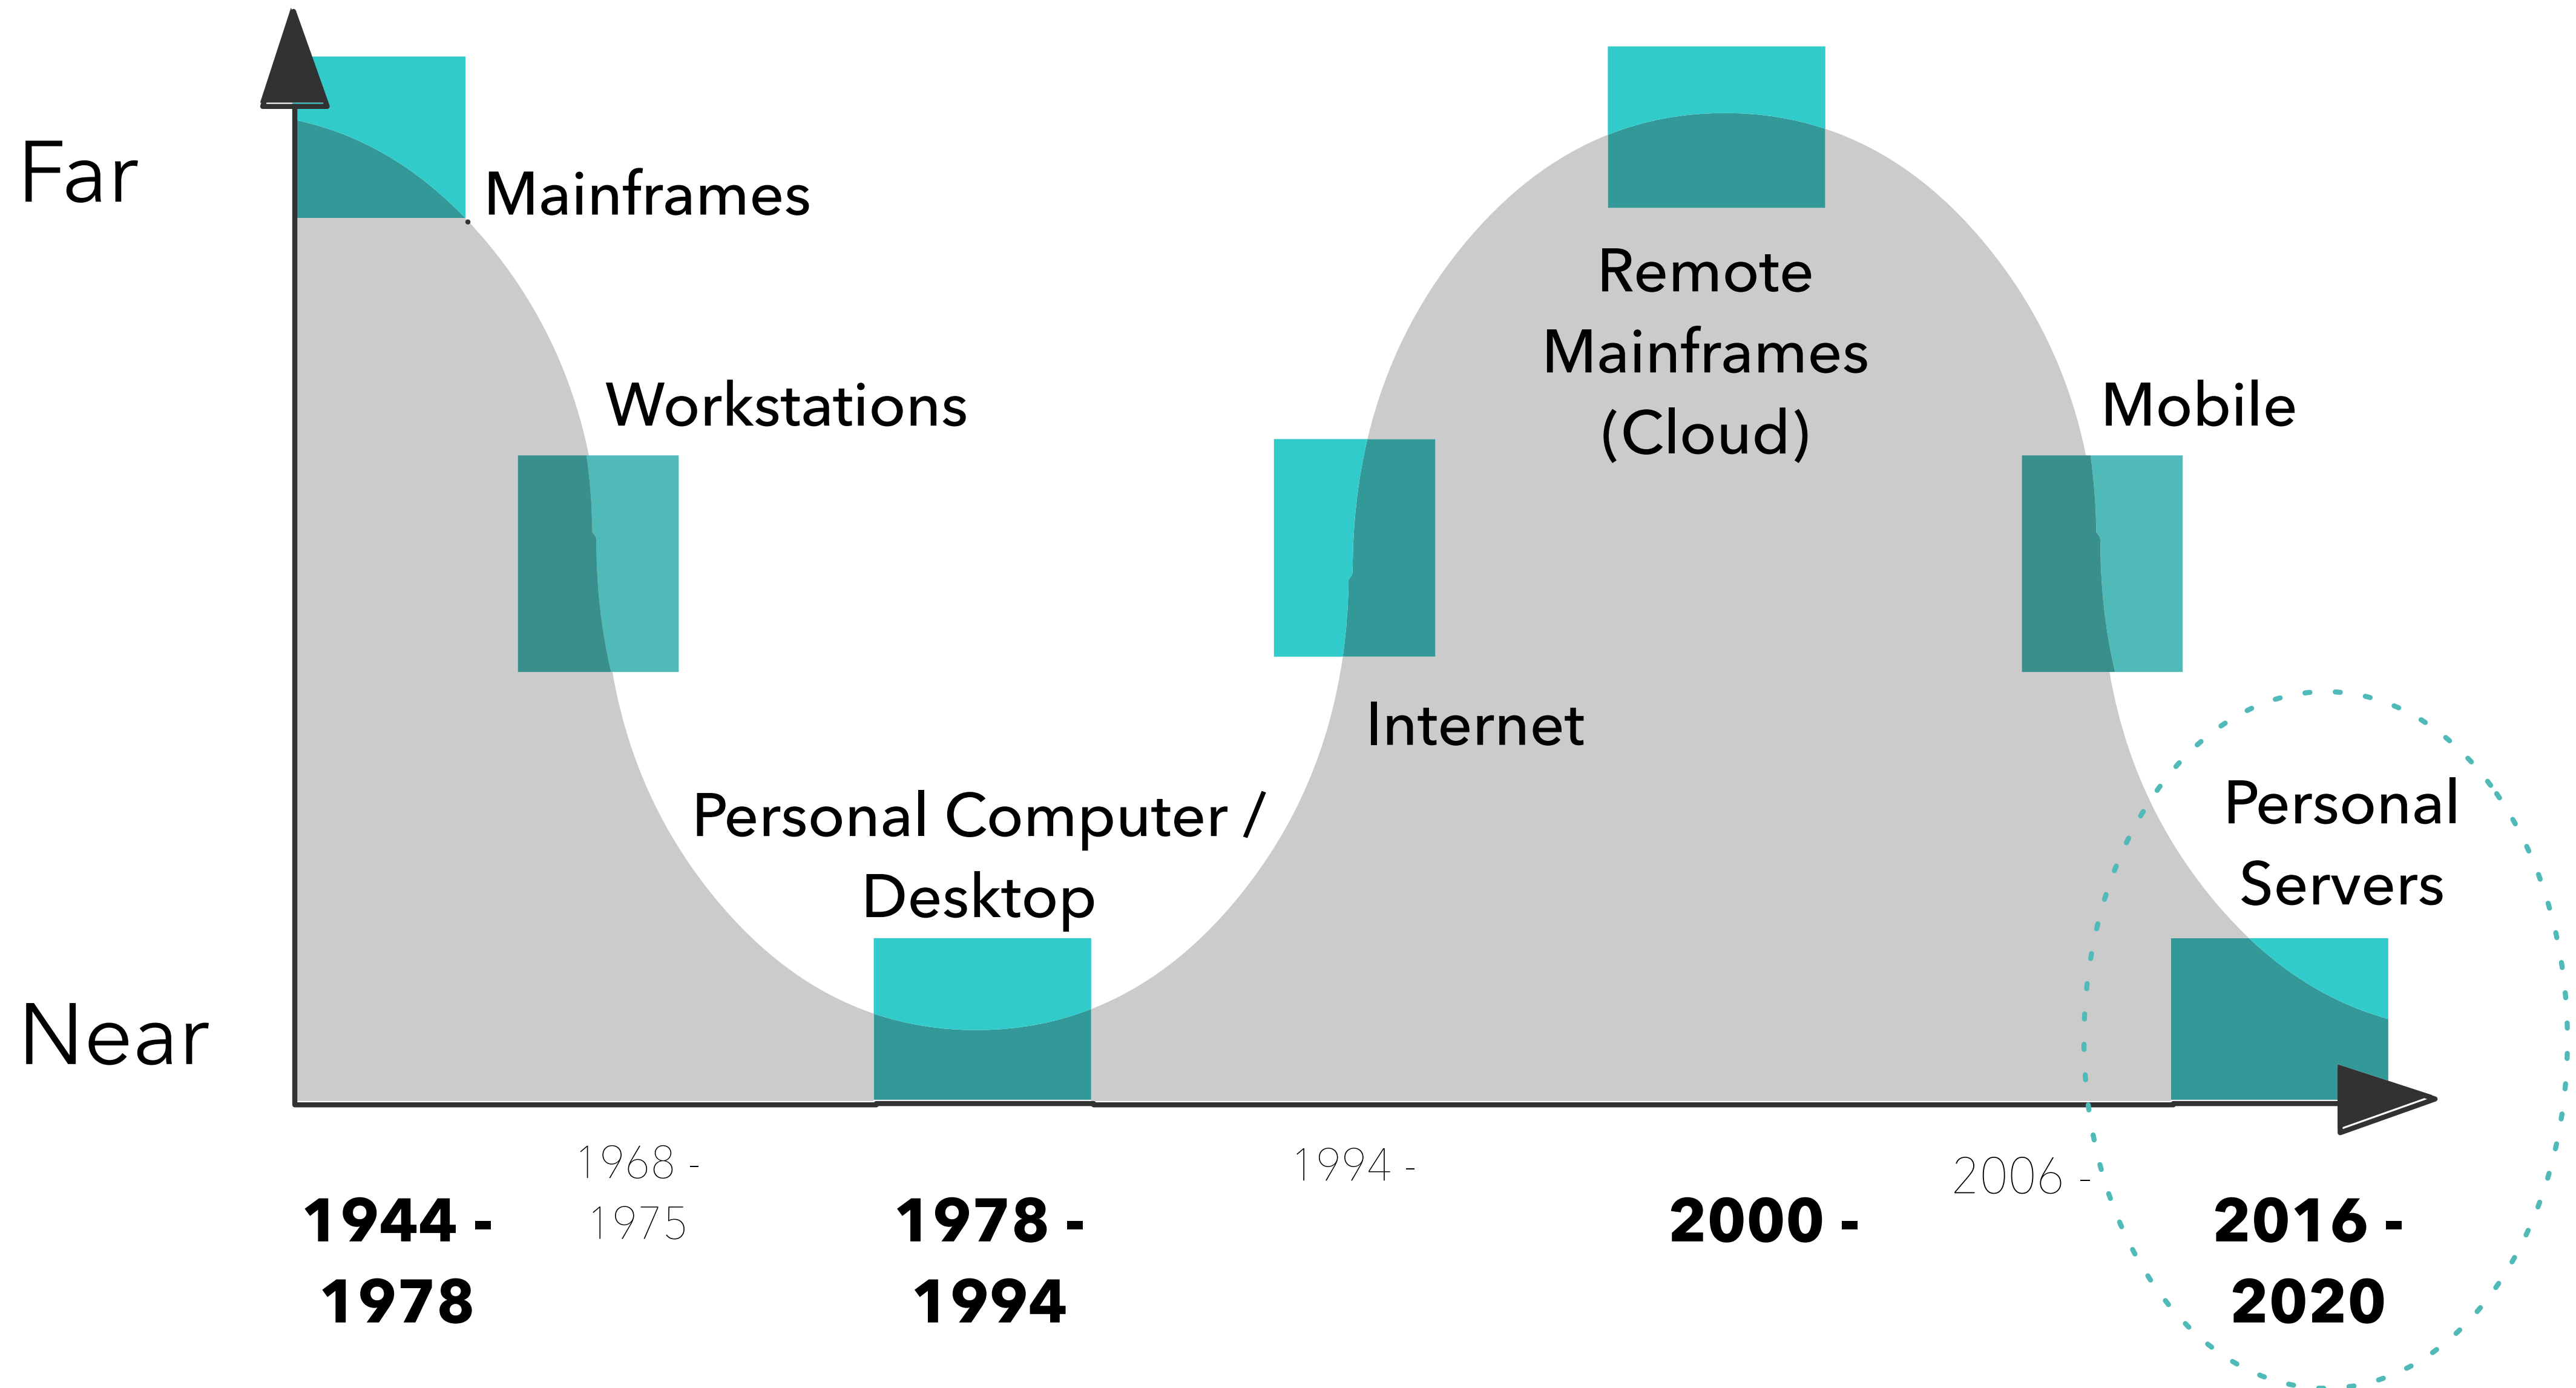 Far
Mainframes
Workstations
Personal Computer /
Desktop
Internet
Remote
Mainframes
(Cloud)
Mobile
Personal
Servers
Near
1944 -
1978
1968 -
1975
1978 -
1994
1994 -
2000 -
2006 -
2016 -
2020